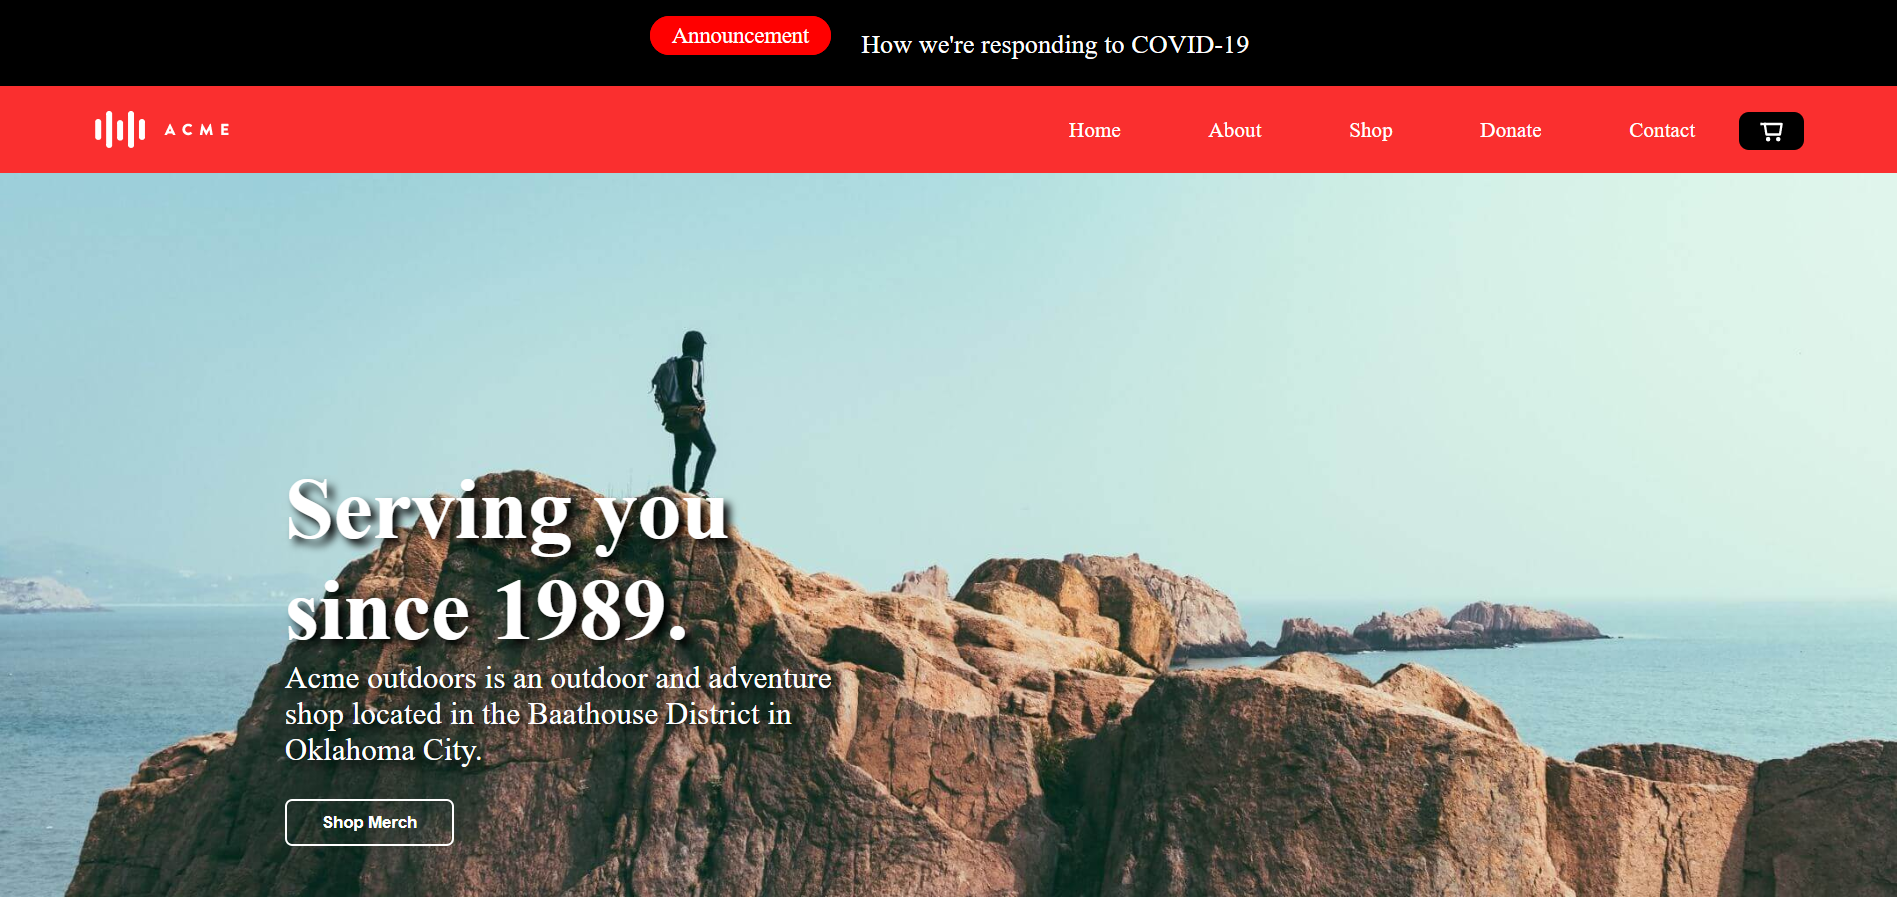 Announcement
How we're responding to COVID-19
ACME
Home
About
Shop
Donate
Contact
Serving you
since 1989.
Acme outdoors is an outdoor and adventure
shop located in the Baathouse District in
Oklahoma City.
Shop Merch